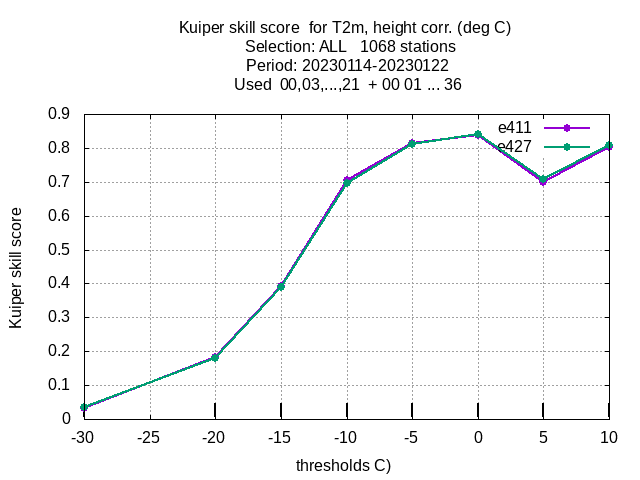 Kuiper skill score  for T2m, height corr. (deg C)
Selection: ALL   1068 stations
Period: 20230114-20230122
Used  00,03,...,21  + 00 01 ... 36
e411
e427
Kuiper skill score
0.9
0.8
0.7
0.6
0.5
0.4
0.3
0.2
0.1
0
-30 -25 -20 -15 -10 -5 0 5 10
thresholds C)